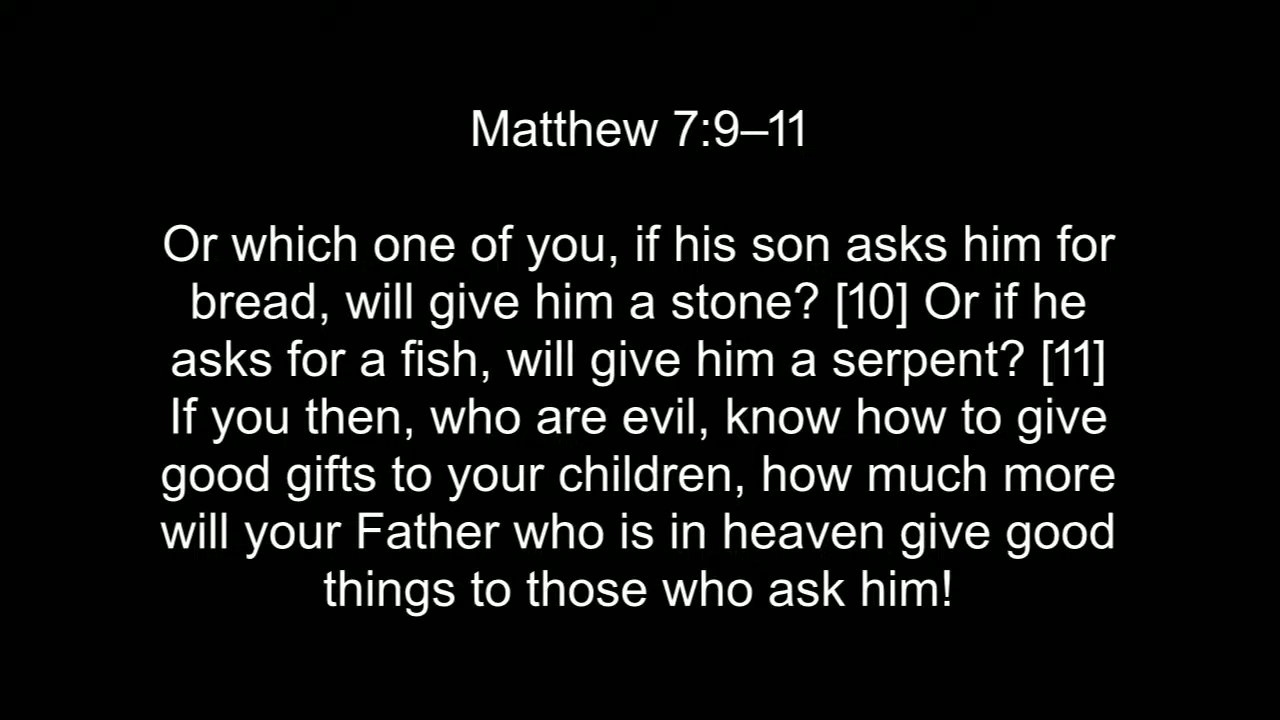 Matthew 7:9–11
Or which one of you, if his son asks him for
bread, will give him a stone? [10] Or if he
asks for a fish, will give him a serpent? [11]
If you then, who are evil, know how to give
good gifts to your children, how much more
will your Father who is in heaven give good
things to those who ask him!